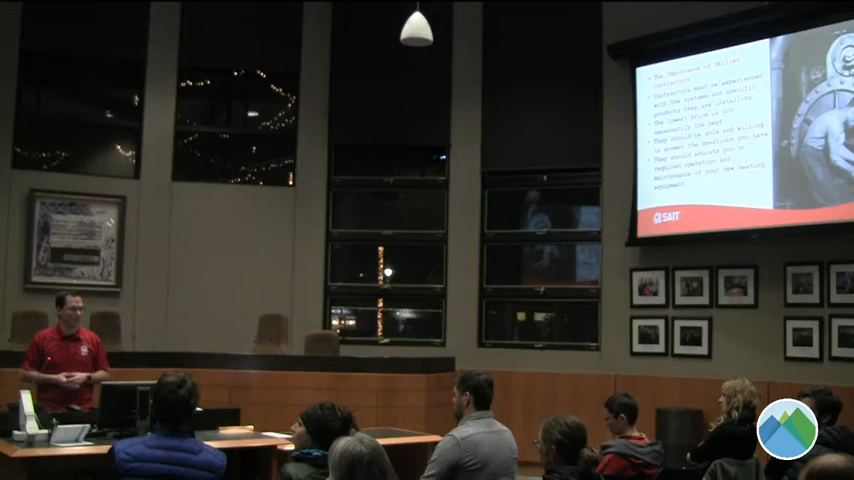 The Importance of Skilled
Contractors
Contractors must be experienced
with the systems and specific
products they are installing
The lowest price is not
necessarily the best
They should be able and willing
to answer the questions you have
They should educate you on
required operation and
maintenance of your new heating
equipment
SAIT